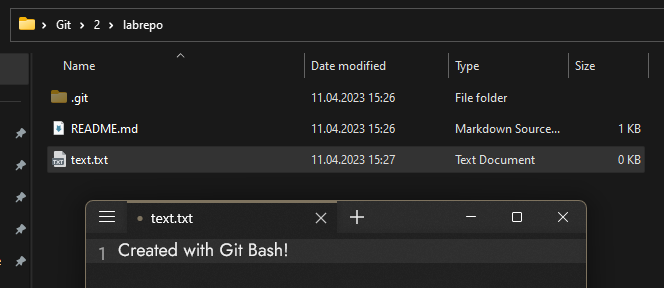 Git 2 labrepo
Name Date modified Type Size
.git 11.04.2023 15:26 File folder
README.md 11.04.2023 15:26 Markdown Source... 1 KB
text.txt 11.04.2023 15:27 Text Document 0 KB
text.txt
1 Created with Git Bash!